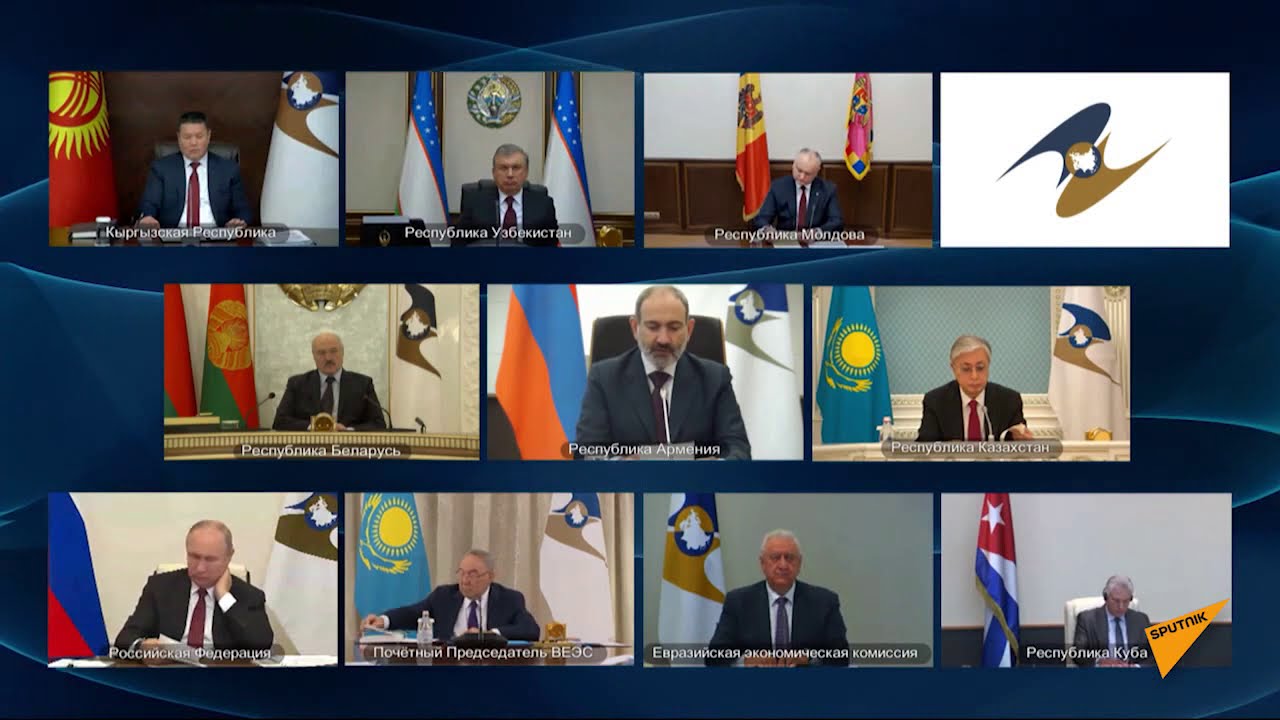 Кыргызская Республика
Республика Узбекистан
Республика Молдова
Республика Беларусь
Республика Армения
Республика Казахстан
Российская Федерация
Почётный Председатель ВЕЭС
Евразийская экономическая комиссия
Республика Куба
SPUTNIK